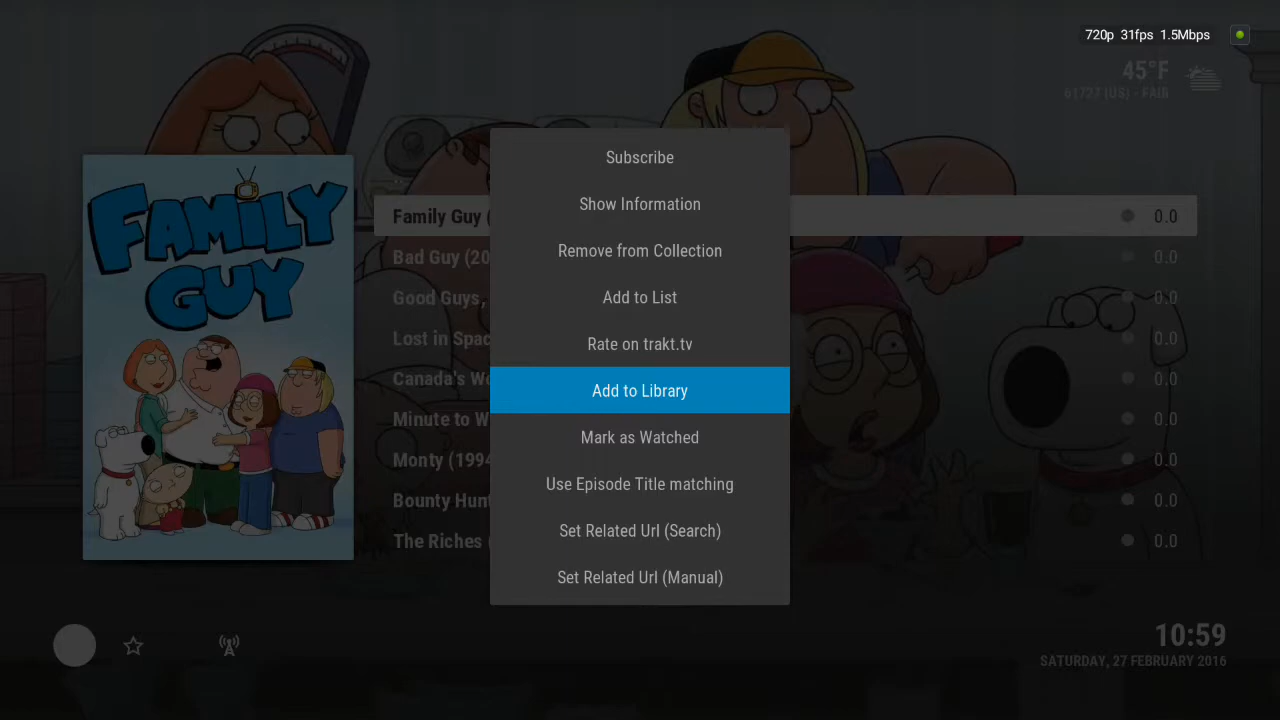 720p 31fps 1.5Mbps
45°F
61727 (US) - FAIR
FAMILY
GUY
Subscribe
Show Information
Remove from Collection
Add to List
Rate on trakt.tv
Add to Library
Mark as Watched
Use Episode Title matching
Set Related Url (Search)
Set Related Url (Manual)
Family Guy ( 0.0
Bad Guy (20 0.0
Good Guys, 0.0
Lost in Spac 0.0
Canada's Wo 0.0
Minute to W 0.0
Monty (1994 0.0
Bounty Hunt 0.0
The Riches ( 0.0
10:59
SATURDAY, 27 FEBRUARY 2016